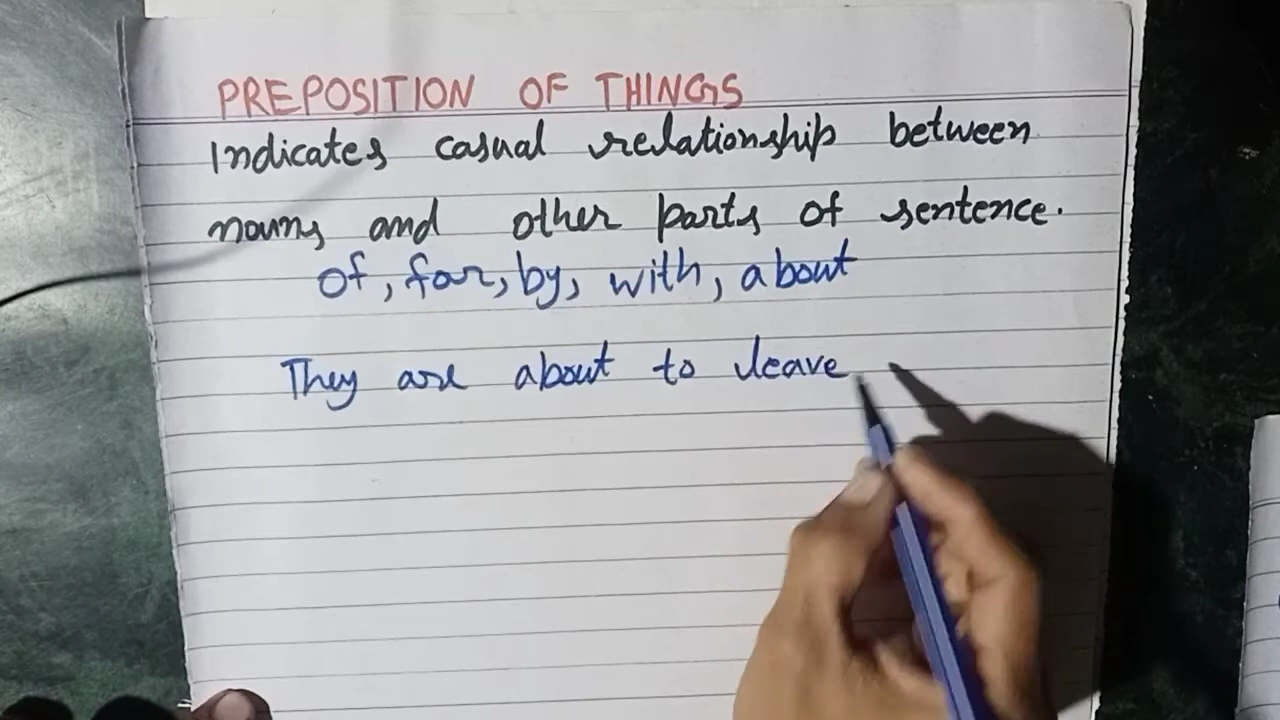 PREPOSITION OF THINGS
Indicates casual relationship between
nouns and other parts of sentence.
of, for, by, with, about
They are about to leave